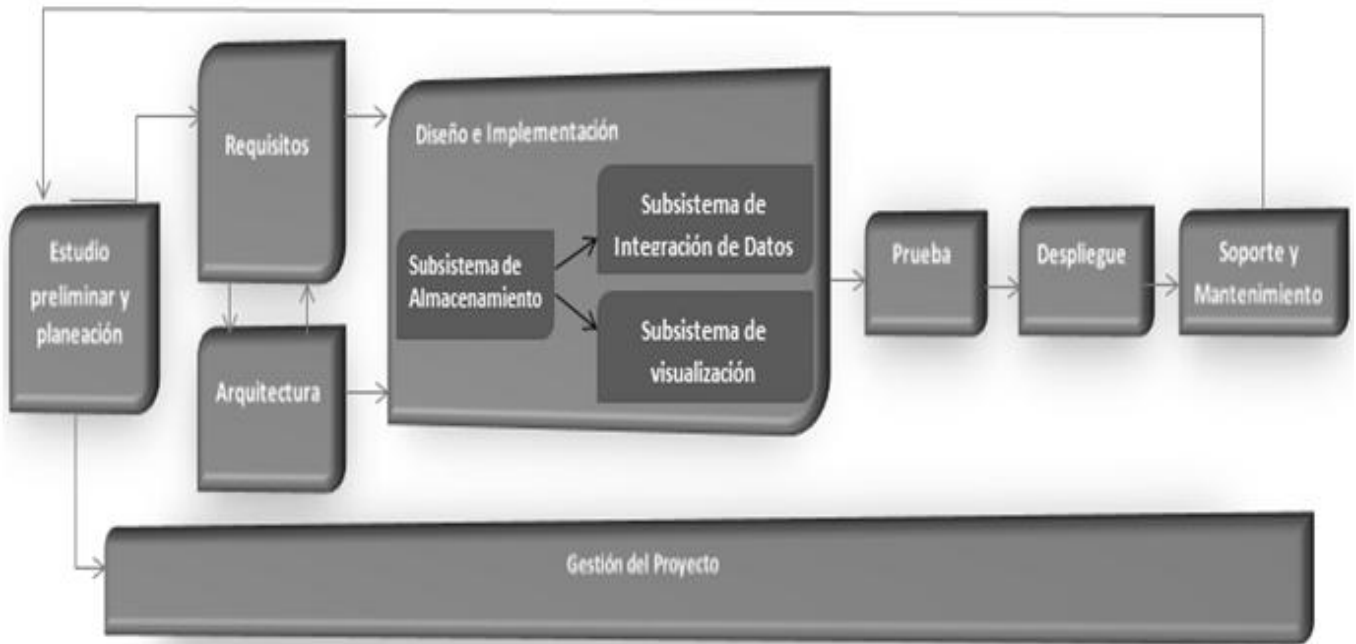 Requisitos
Diseño e Implementación
Subsistema de
Integración de Datos
Subsistema de
Almacenamiento
Subsistema de
visualización
Estudio
preliminar y
planeación
Arquitectura
Prueba
Despliegue
Soporte y
Mantenimiento
Gestión del Proyecto